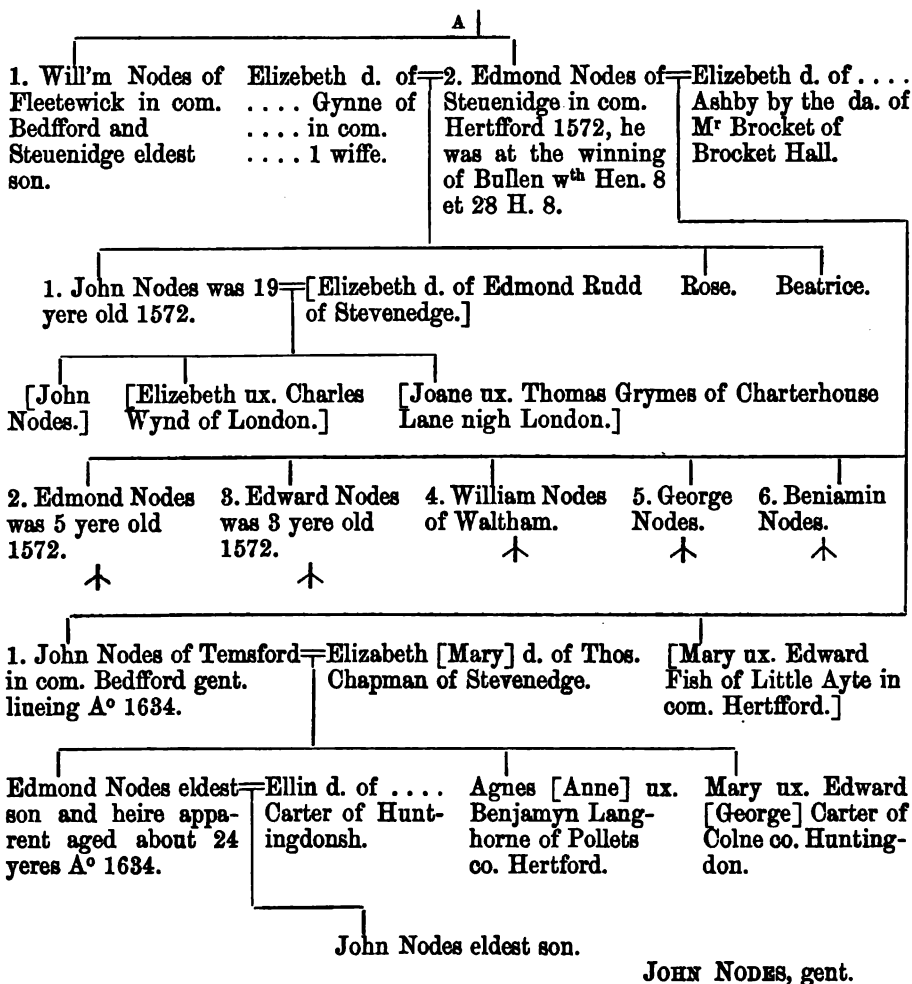 A
1. Will'm Nodes of
Fleetewick in com.
Bedfford and
Steuenidge eldest
son.
Elizebeth d. of
. . . . Gynne of
. . . . in com.
. . . . 1 wiffe.
2. Edmond Nodes of
Steuenidge in com.
Hertfford 1572, he
was at the winning
of Bullen wth Hen. 8
et 28 H. 8.
Elizebeth d. of . . . .
Ashby by the da. of
Mr Brocket of
Brocket Hall.
1. John Nodes was 19
yere old 1572.
[Elizebeth d. of Edmond Rudd
of Stevenedge.]
Rose.
Beatrice.
[John
Nodes.]
[Elizebeth ux. Charles
Wynd of London.]
[Joane ux. Thomas Grymes of Charterhouse
Lane nigh London.]
2. Edmond Nodes
was 5 yere old
1572.
3. Edward Nodes
was 3 yere old
1572.
4. William Nodes
of Waltham.
5. George
Nodes.
6. Beniamin
Nodes.
1. John Nodes of Temsford
in com. Bedfford gent.
liueing Ao 1634.
Elizabeth [Mary] d. of Thos.
Chapman of Stevenedge.
[Mary ux. Edward
Fish of Little Ayte in
com. Hertfford.]
Edmond Nodes eldest
son and heire appa-
rent aged about 24
yeres Ao 1634.
Ellin d. of . . . .
Carter of Hunt-
ingdonsh.
Agnes [Anne] ux.
Benjamyn Lang-
horne of Pollets
co. Hertford.
Mary ux. Edward
[George] Carter of
Colne co. Hunting-
don.
John Nodes eldest son.
JOHN NODES, gent.